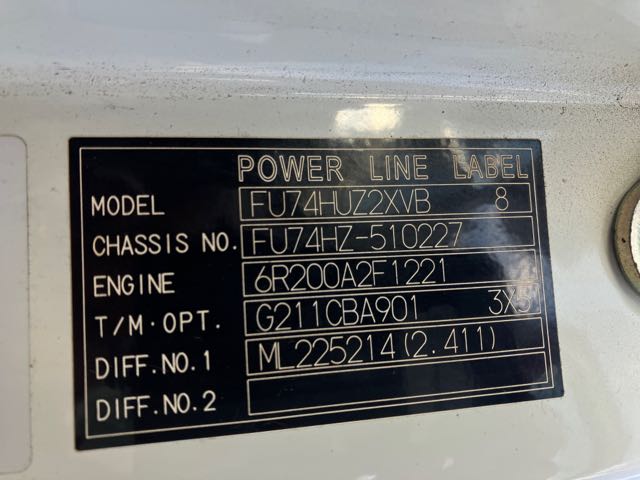 POWER LINE LABEL
MODEL FU74HUZ2XVB 8
CHASSIS NO. FU74HZ-510227
ENGINE 6R200A2F1221
T/M·OPT. G211CBA901 3X5
DIFF.NO.1 ML225214(2.411)
DIFF.NO.2